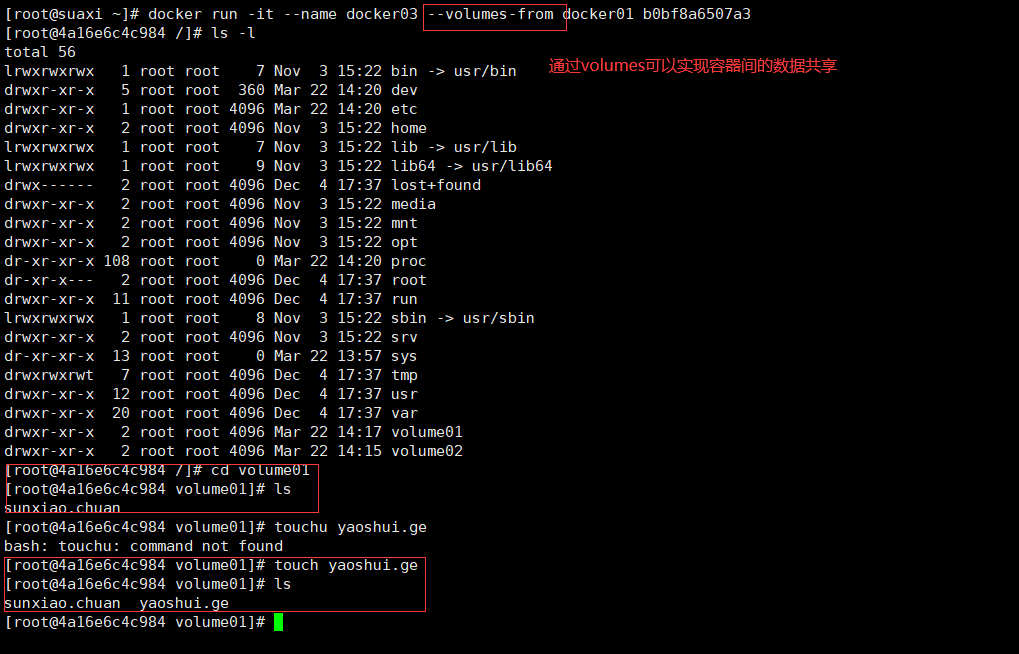 [root@suaxi ~]# docker run -it --name docker03 --volumes-from docker01 b0bf8a6507a3
[root@4a16e6c4c984 /]# ls -l
total 56
lrwxrwxrwx   1 root root    7 Nov  3 15:22 bin -> usr/bin
通过volumes可以实现容器间的数据共享
drwxr-xr-x   5 root root  360 Mar 22 14:20 dev
drwxr-xr-x   1 root root 4096 Mar 22 14:20 etc
drwxr-xr-x   2 root root 4096 Nov  3 15:22 home
lrwxrwxrwx   1 root root    7 Nov  3 15:22 lib -> usr/lib
lrwxrwxrwx   1 root root    9 Nov  3 15:22 lib64 -> usr/lib64
drwx------   2 root root 4096 Dec  4 17:37 lost+found
drwxr-xr-x   2 root root 4096 Nov  3 15:22 media
drwxr-xr-x   2 root root 4096 Nov  3 15:22 mnt
drwxr-xr-x   2 root root 4096 Nov  3 15:22 opt
dr-xr-xr-x 108 root root    0 Mar 22 14:20 proc
dr-xr-x---   2 root root 4096 Dec  4 17:37 root
drwxr-xr-x  11 root root 4096 Dec  4 17:37 run
lrwxrwxrwx   1 root root    8 Nov  3 15:22 sbin -> usr/sbin
drwxr-xr-x   2 root root 4096 Nov  3 15:22 srv
dr-xr-xr-x  13 root root    0 Mar 22 13:57 sys
drwxrwxrwt   7 root root 4096 Dec  4 17:37 tmp
drwxr-xr-x  12 root root 4096 Dec  4 17:37 usr
drwxr-xr-x  20 root root 4096 Dec  4 17:37 var
drwxr-xr-x   2 root root 4096 Mar 22 14:17 volume01
drwxr-xr-x   2 root root 4096 Mar 22 14:15 volume02
[root@4a16e6c4c984 /]# cd volume01
[root@4a16e6c4c984 volume01]# ls
sunxiao.chuan
[root@4a16e6c4c984 volume01]# touchu yaoshui.ge
bash: touchu: command not found
[root@4a16e6c4c984 volume01]# touch yaoshui.ge
[root@4a16e6c4c984 volume01]# ls
sunxiao.chuan  yaoshui.ge
[root@4a16e6c4c984 volume01]#